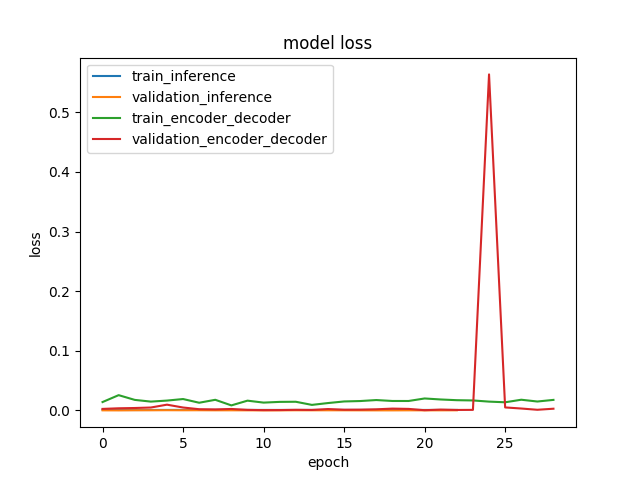 model loss
train_inference
validation_inference
train_encoder_decoder
validation_encoder_decoder
0.5
0.4
0.3
0.2
0.1
0.0
loss
0 5 10 15 20 25
epoch